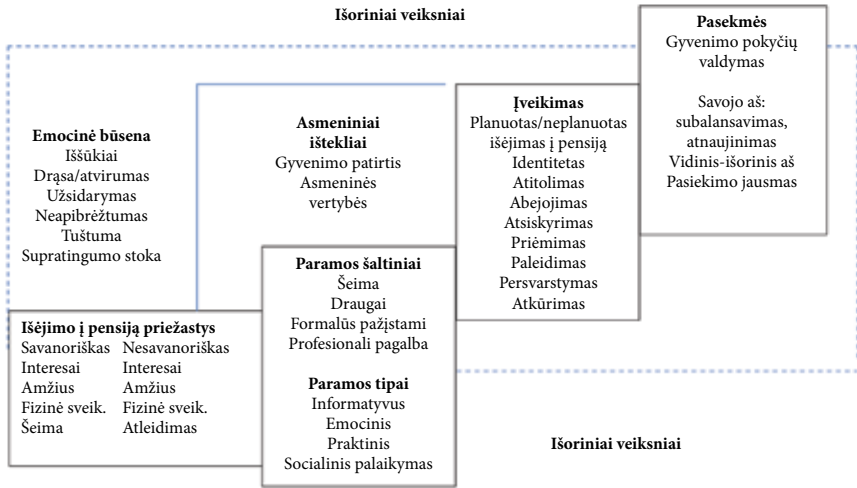 Išoriniai veiksniai
Emocinė būsena
Iššūkiai
Drąsa/atvirumas
Užsidarymas
Neapibrėžtumas
Tuštuma
Supratingumo stoka
Išėjimo į pensiją priežastys
Savanoriškas Nesavanoriškas
Interesai Interesai
Amžius Amžius
Fizinė sveik. Fizinė sveik.
Šeima Atleidimas
Asmeniniai
ištekliai
Gyvenimo patirtis
Asmeninės
vertybės
Paramos šaltiniai
Šeima
Draugai
Formalūs pažįstami
Profesionali pagalba
Paramos tipai
Informatyvus
Emocinis
Praktinis
Socialinis palaikymas
Įveikimas
Planuotas/neplanuotas
išėjimas į pensiją
Identitetas
Atitolimas
Abejojimas
Atsiskyrimas
Priėmimas
Paleidimas
Persvarstymas
Atkūrimas
Pasekmės
Gyvenimo pokyčių
valdymas
Savojo aš:
subalansavimas,
atnaujinimas
Vidinis-išorinis aš
Pasiekimo jausmas
Išoriniai veiksniai